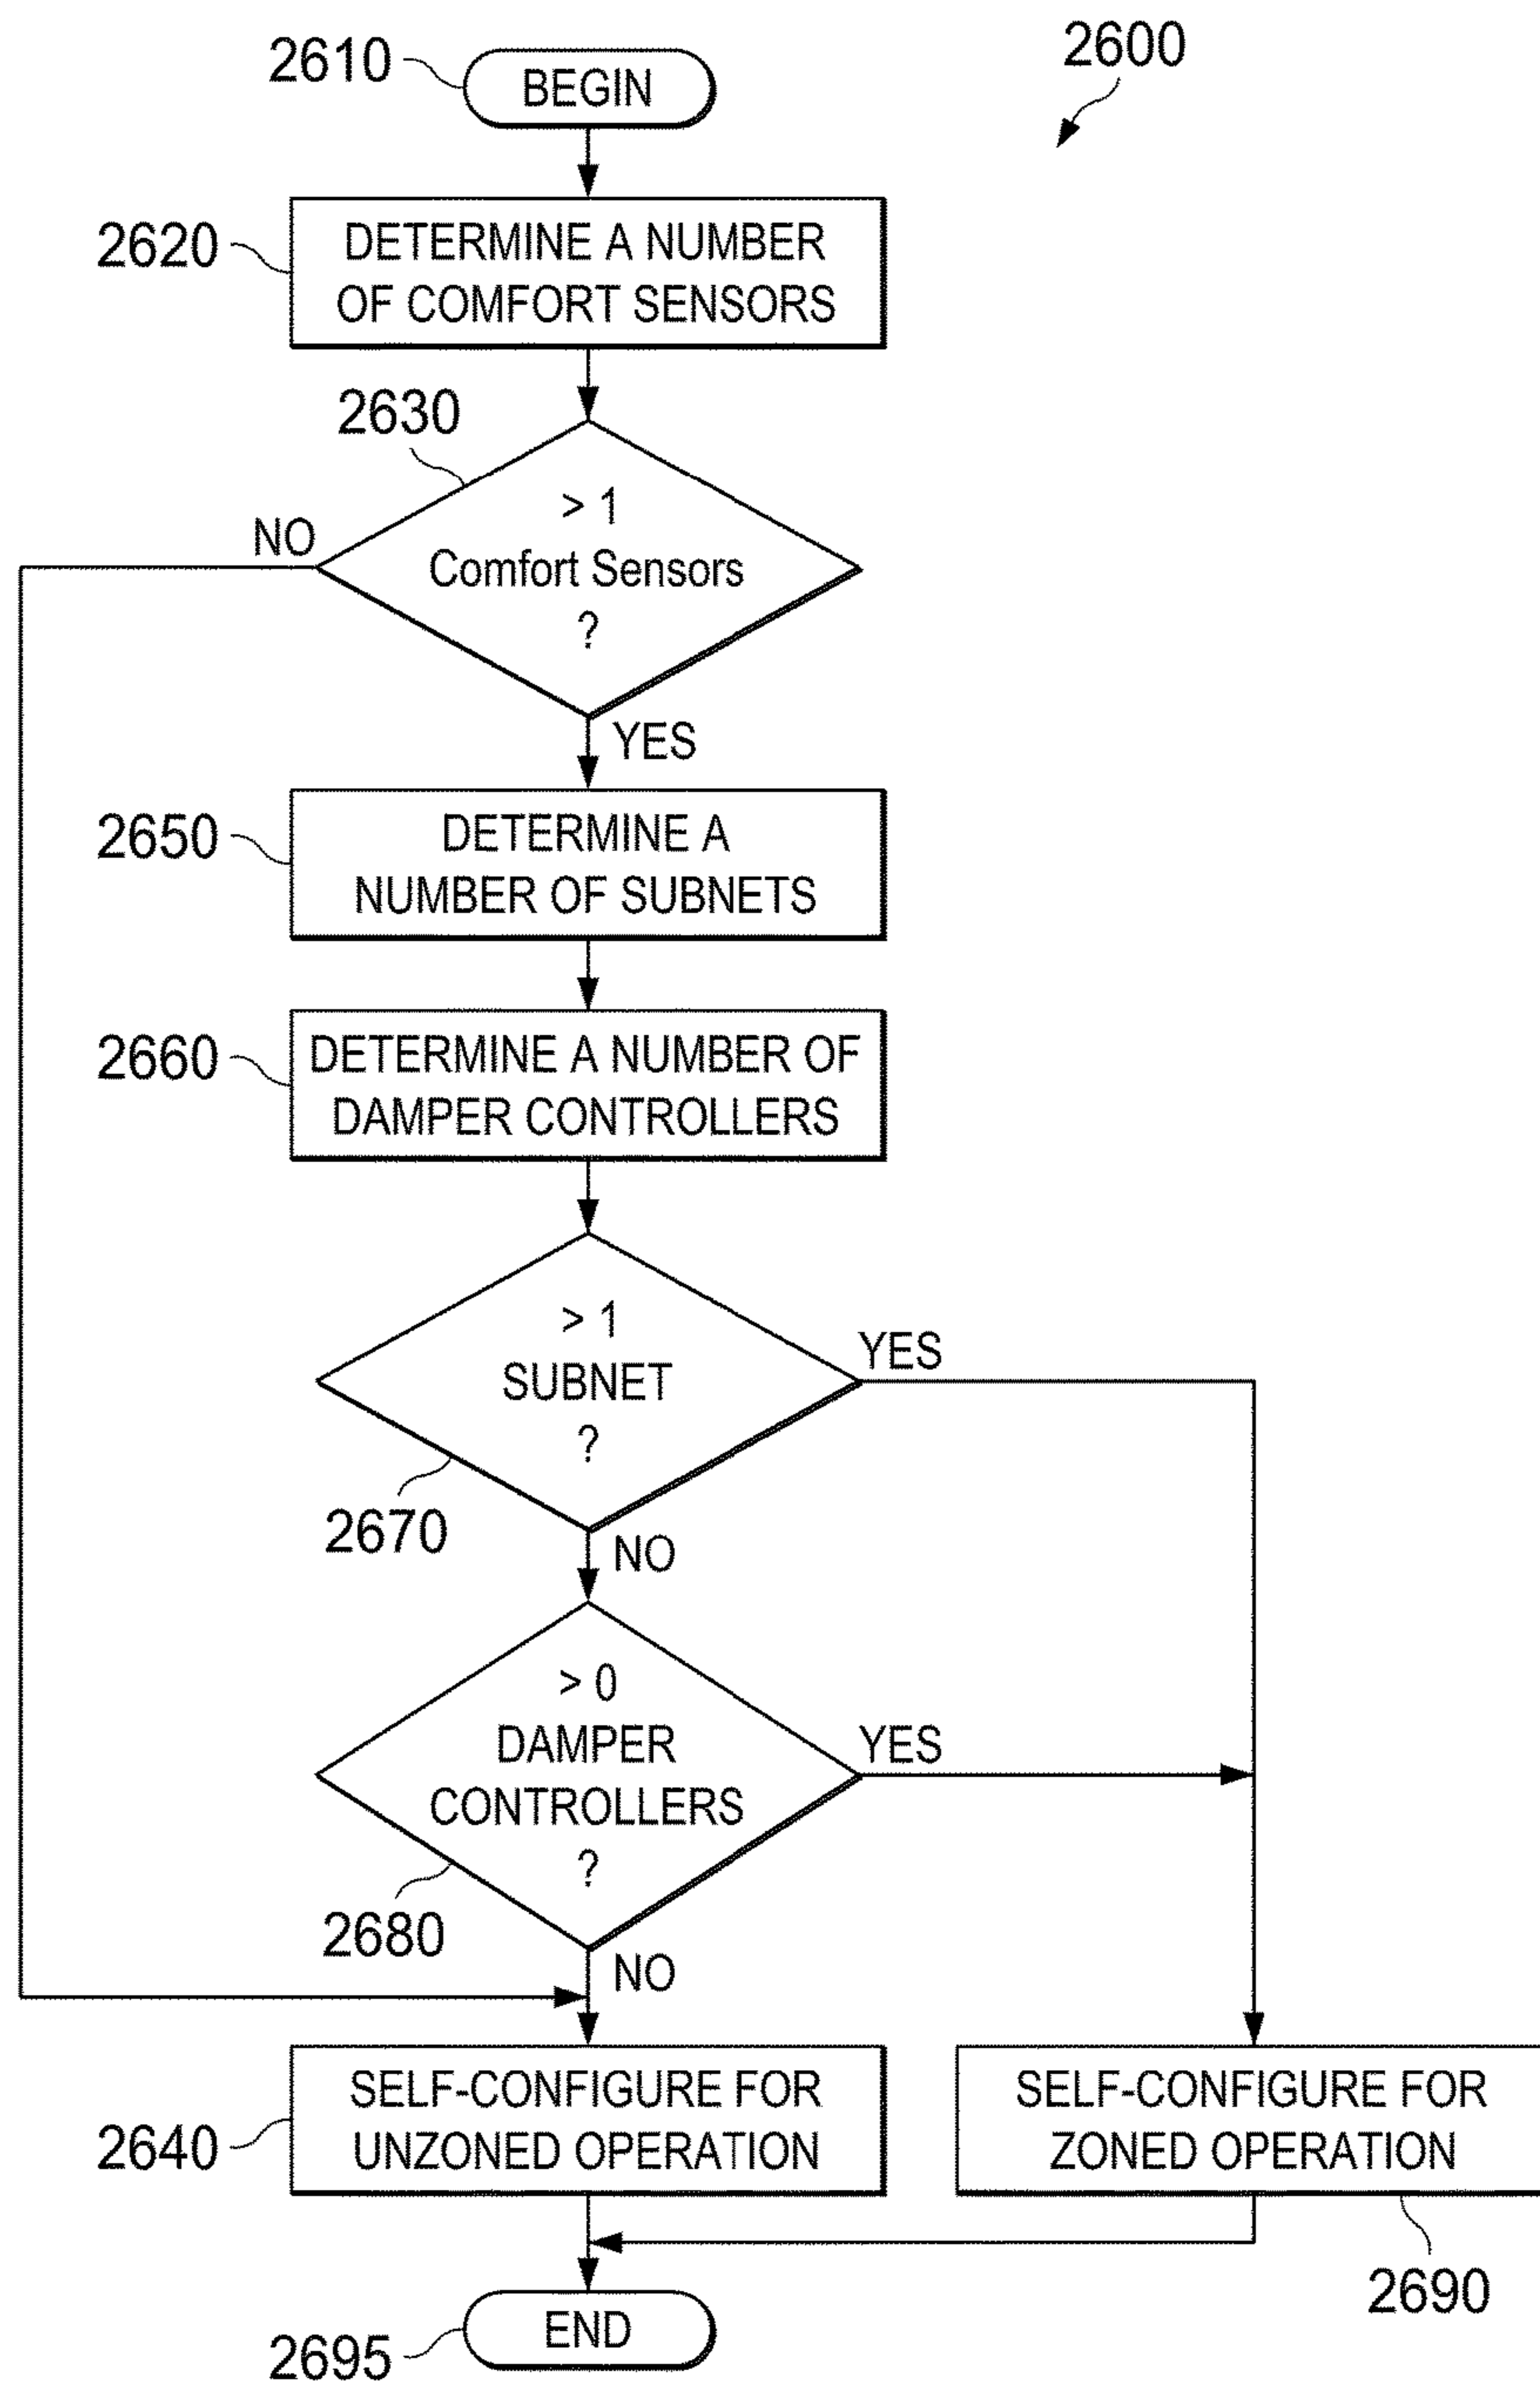 2600
2610
BEGIN
2620
DETERMINE A NUMBER
OF COMFORT SENSORS
2630
> 1
Comfort Sensors
?
NO
YES
2650
DETERMINE A
NUMBER OF SUBNETS
2660
DETERMINE A NUMBER OF
DAMPER CONTROLLERS
> 1
SUBNET
?
YES
2670
NO
> 0
DAMPER
CONTROLLERS
?
YES
2680
NO
2640
SELF-CONFIGURE FOR
UNZONED OPERATION
SELF-CONFIGURE FOR
ZONED OPERATION
2690
END
2695